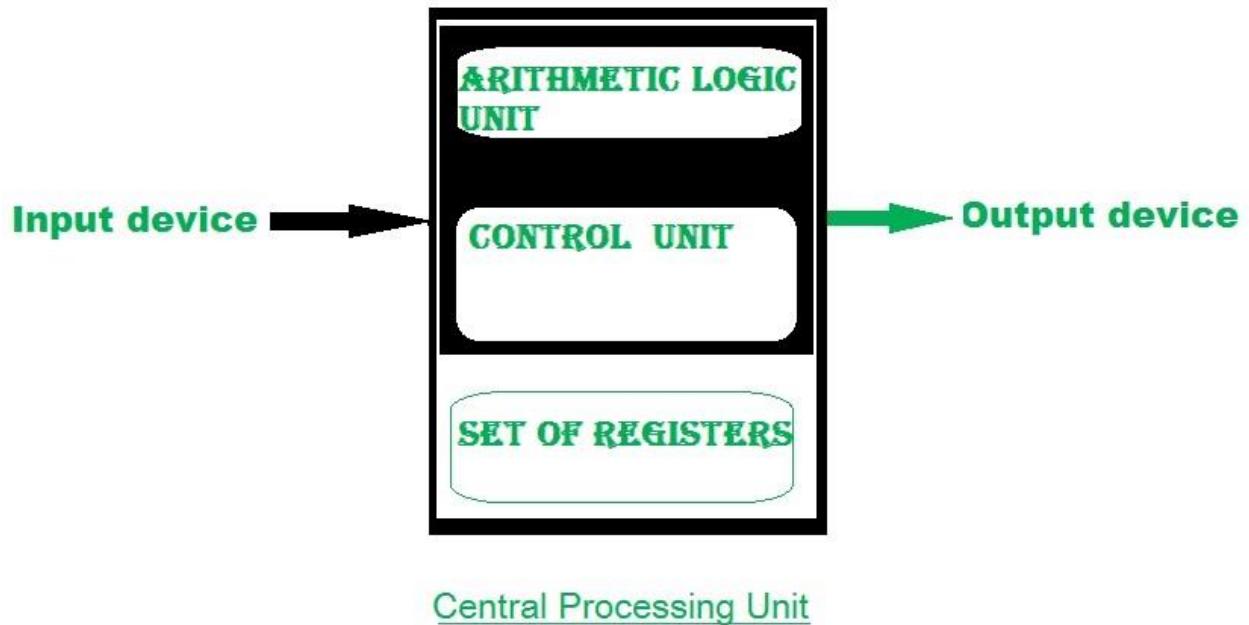 ARITHMETIC LOGIC
UNIT
Input device
CONTROL UNIT
Output device
SET OF REGISTERS
Central Processing Unit